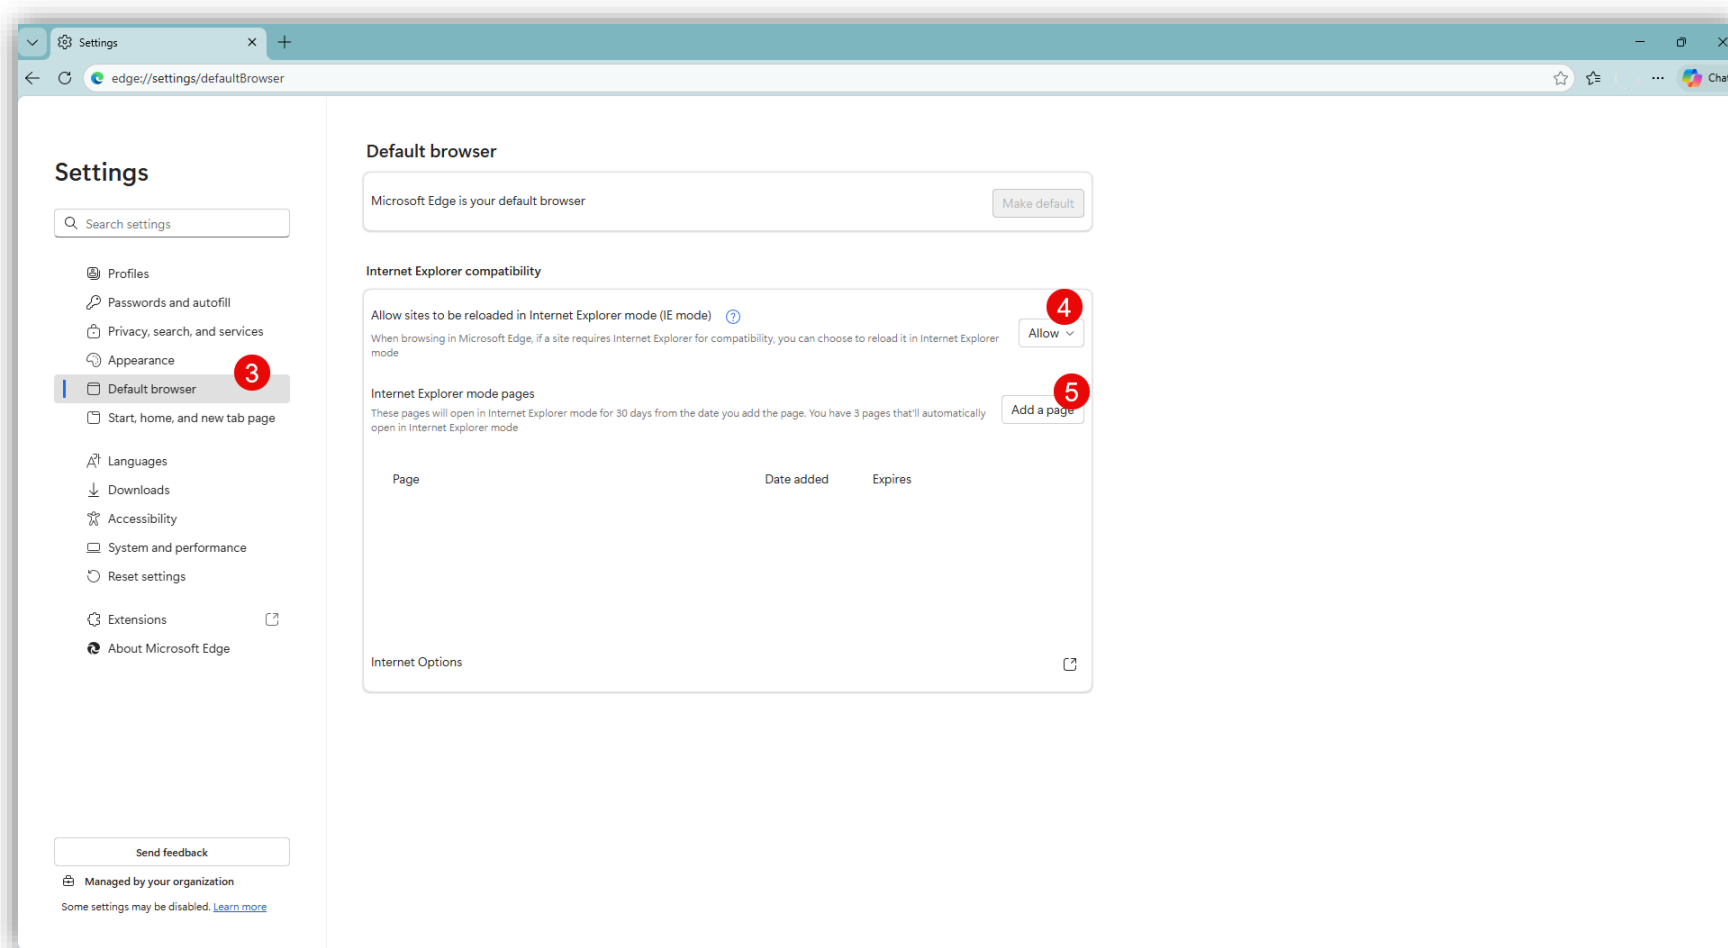 Settings
edge://settings/defaultBrowser
Chat
Settings
Search settings
Profiles
Passwords and autofill
Privacy, search, and services
Appearance
3
Default browser
Start, home, and new tab page
Languages
Downloads
Accessibility
System and performance
Reset settings
Extensions
About Microsoft Edge
Send feedback
Managed by your organization
Some settings may be disabled. Learn more
Default browser
Microsoft Edge is your default browser
Make default
Internet Explorer compatibility
Allow sites to be reloaded in Internet Explorer mode (IE mode)
4
Allow
When browsing in Microsoft Edge, if a site requires Internet Explorer for compatibility, you can choose to reload it in Internet Explorer
mode
Internet Explorer mode pages
5
Add a page
These pages will open in Internet Explorer mode for 30 days from the date you add the page. You have 3 pages that'll automatically
open in Internet Explorer mode
Page Date added Expires
Internet Options